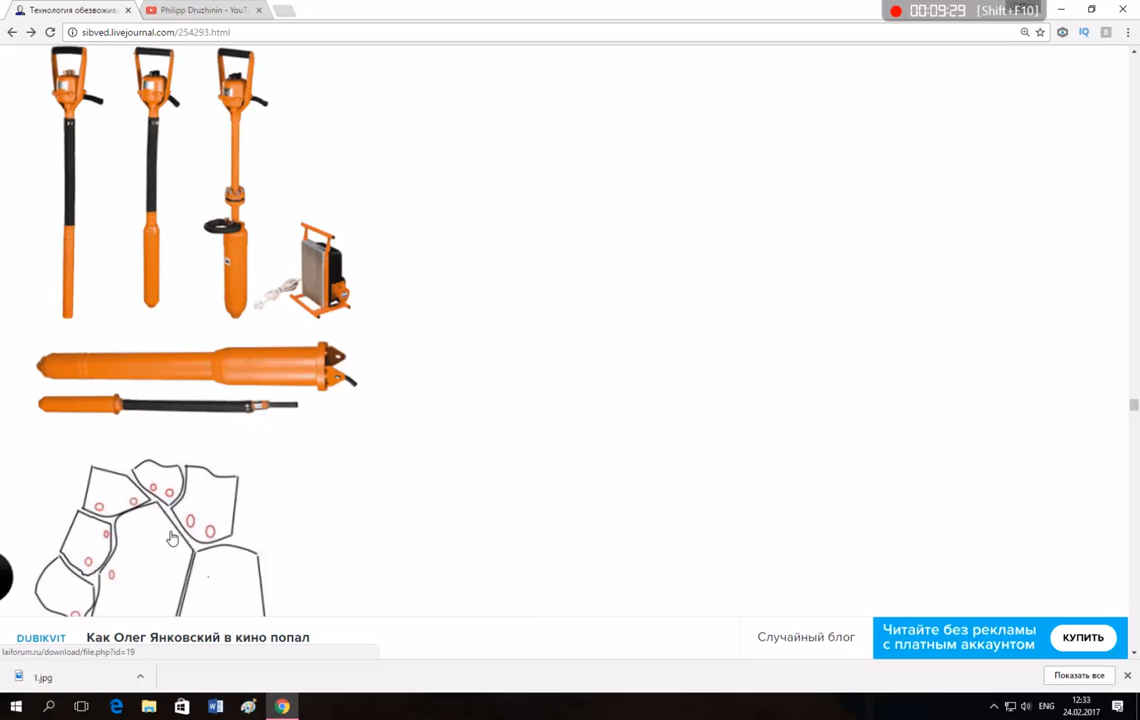 Технология обезвожив
Philipp Druzhinin - YouT
00:09:29 [Shift+F10]
sibved.livejournal.com/254293.html
IQ
DUBIKVIT
Как Олег Янковский в кино попал
Случайный блог
Читайте без рекламы
с платным аккаунтом
КУПИТЬ
laiforum.ru/download/file.php?id=19
1.jpg
Показать все
ENG
12:33
24.02.2017